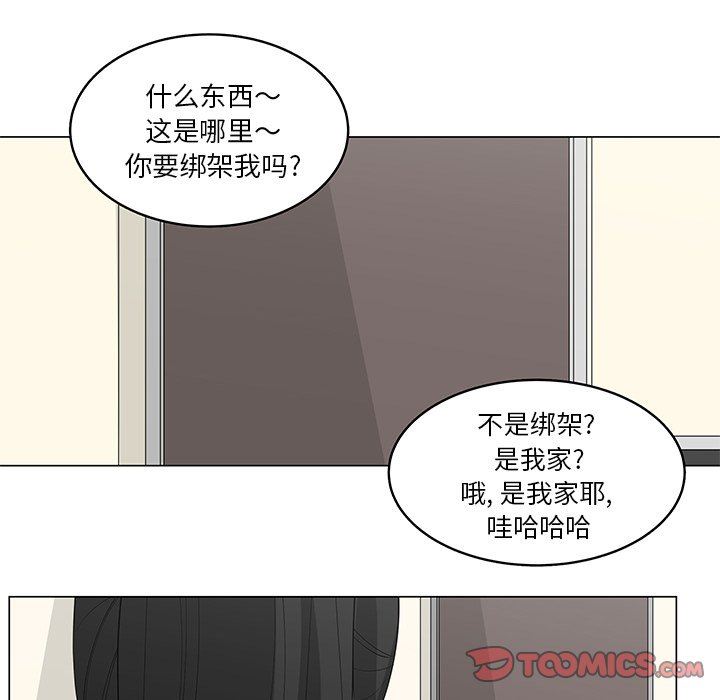 什么东西～
这是哪里～
你要绑架我吗?
不是绑架?
是我家?
哦, 是我家耶,
哇哈哈哈
TOOMICS.COM